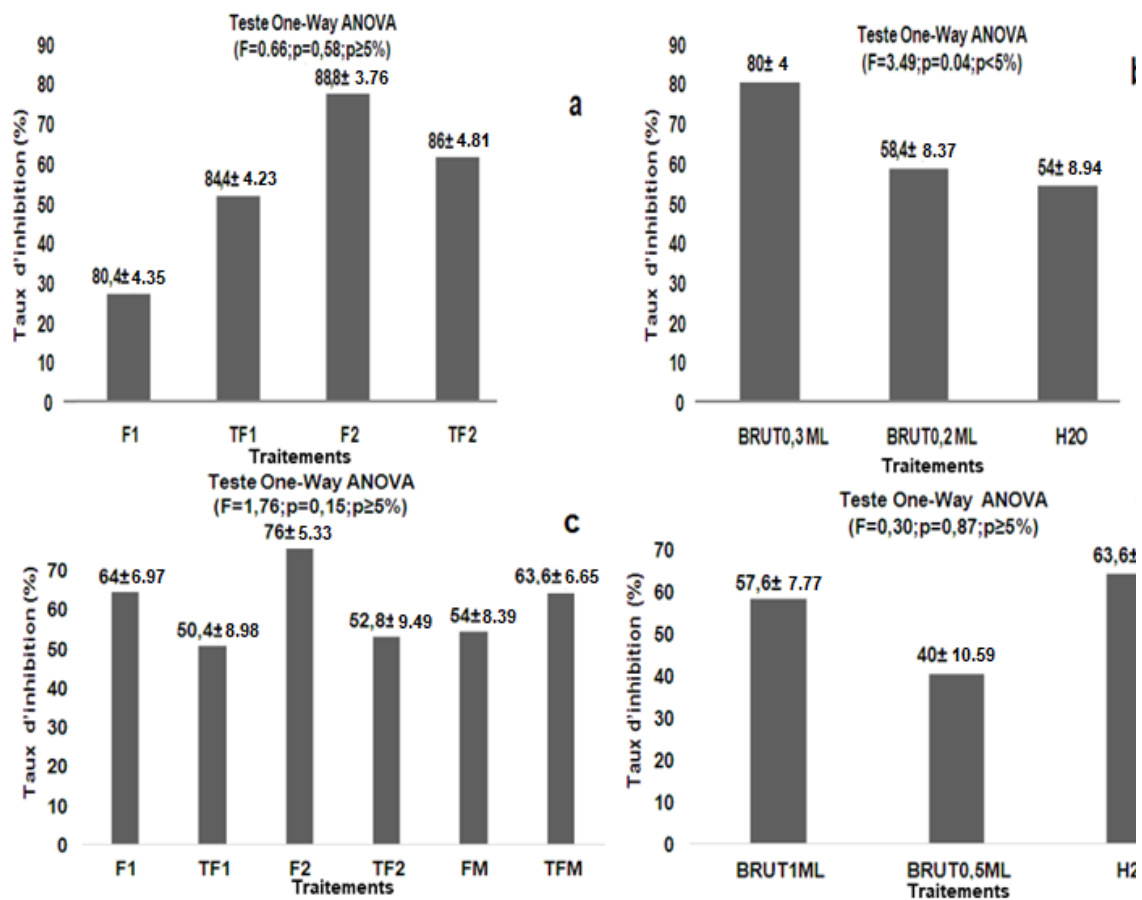 Teste One-Way ANOVA
(F=0.66;p=0,58;p≥5%)
90
80
70
60
50
40
30
20
10
0
Taux d'inhibition (%)
80,4±4.35
84,4±4.23
88,8±3.76
86±4.81
a
F1 TF1 F2 TF2
Traitements
Teste One-Way ANOVA
(F=3.49;p=0.04;p<5%)
90
80
70
60
50
40
30
20
10
0
Taux d'inhibition (%)
80±4
58,4±8.37
54±8.94
BRUT0,3ML BRUT0,2ML H2O
Traitements
Teste One-Way ANOVA
(F=1,76;p=0,15;p≥5%)
70
60
50
40
30
20
10
0
Taux d'inhibition (%)
64±6.97
50,4±8.98
76±5.33
52,8±9.49
54±8.39
63,6±6.65
c
F1 TF1 F2 TF2 FM TFM
Traitements
Teste One-Way ANOVA
(F=0,30;p=0,87;p≥5%)
70
60
50
40
30
20
10
0
Taux d'inhibition (%)
57,6±7.77
40±10.59
63,6±
BRUT1ML BRUT0,5ML
Traitements